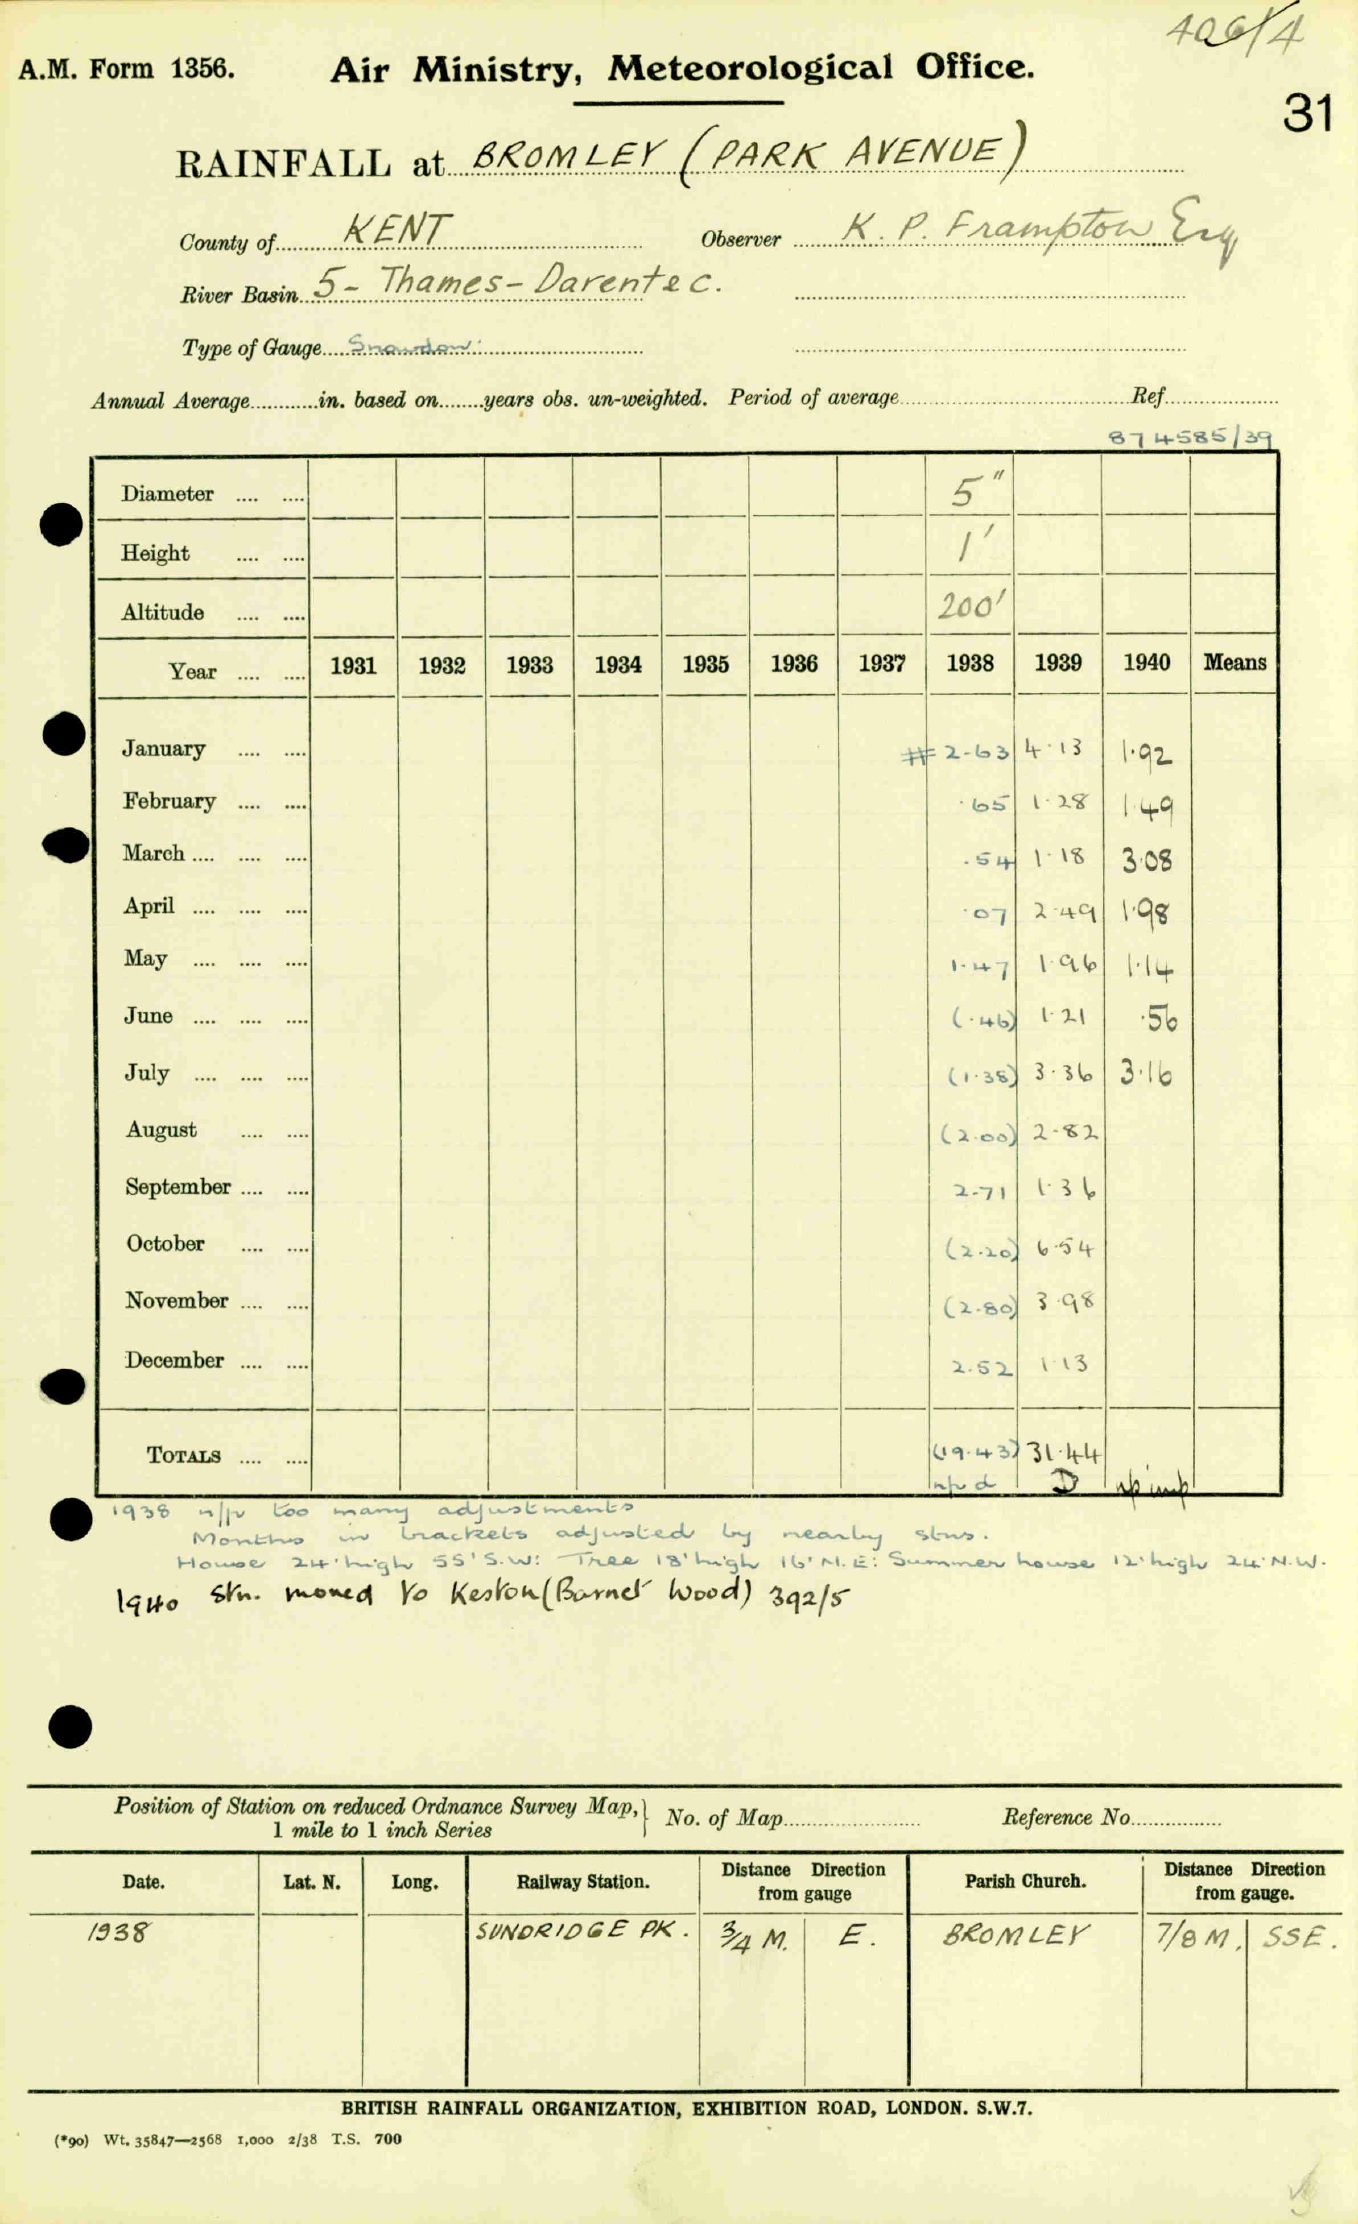 406/4
A.M. Form 1356. Air Ministry, Meteorological Office.
31
RAINFALL at BROMLEY (PARK AVENUE)
County of KENT Observer K. P. Frampton Esq
River Basin 5 - Thames - Darent & c.
Type of Gauge Snowdon.
Annual Average............in. based on........years obs. un-weighted. Period of average............Ref............
874585/39
Diameter .... .... 5"
Height .... .... 1'
Altitude .... .... 200'
Year .... .... 1931 1932 1933 1934 1935 1936 1937 1938 1939 1940 Means
January .... .... # 2.63 4.13 1.92
February .... .... .65 1.28 1.49
March .... .... .... .54 1.18 3.08
April .... .... .... .07 2.49 1.98
May .... .... .... 1.47 1.96 1.14
June .... .... .... (.46) 1.21 .56
July .... .... .... (1.38) 3.36 3.16
August .... .... (2.00) 2.82
September .... .... 2.71 1.36
October .... .... (2.20) 6.54
November .... .... (2.80) 3.98
December .... .... 2.52 1.13
TOTALS .... .... (19.43) 31.44
n/p d D np imp
1938 n/p too many adjustments
Months in brackets adjusted by nearby stns.
House 24' high 55' S.W: Tree 18' high 16' N.E: Summer house 12' high 24' N.W.
1940 Stn. moved to Keston (Barnet Wood) 392/5
Position of Station on reduced Ordnance Survey Map, 1 mile to 1 inch Series } No. of Map............ Reference No............
Date. Lat. N. Long. Railway Station. Distance Direction from gauge Parish Church. Distance Direction from gauge.
1938 SUNDRIDGE PK. 3/4 M. E. BROMLEY 7/8 M. SSE.
BRITISH RAINFALL ORGANIZATION, EXHIBITION ROAD, LONDON. S.W.7.
(*90) Wt. 35847—2568 1,000 2/38 T.S. 700